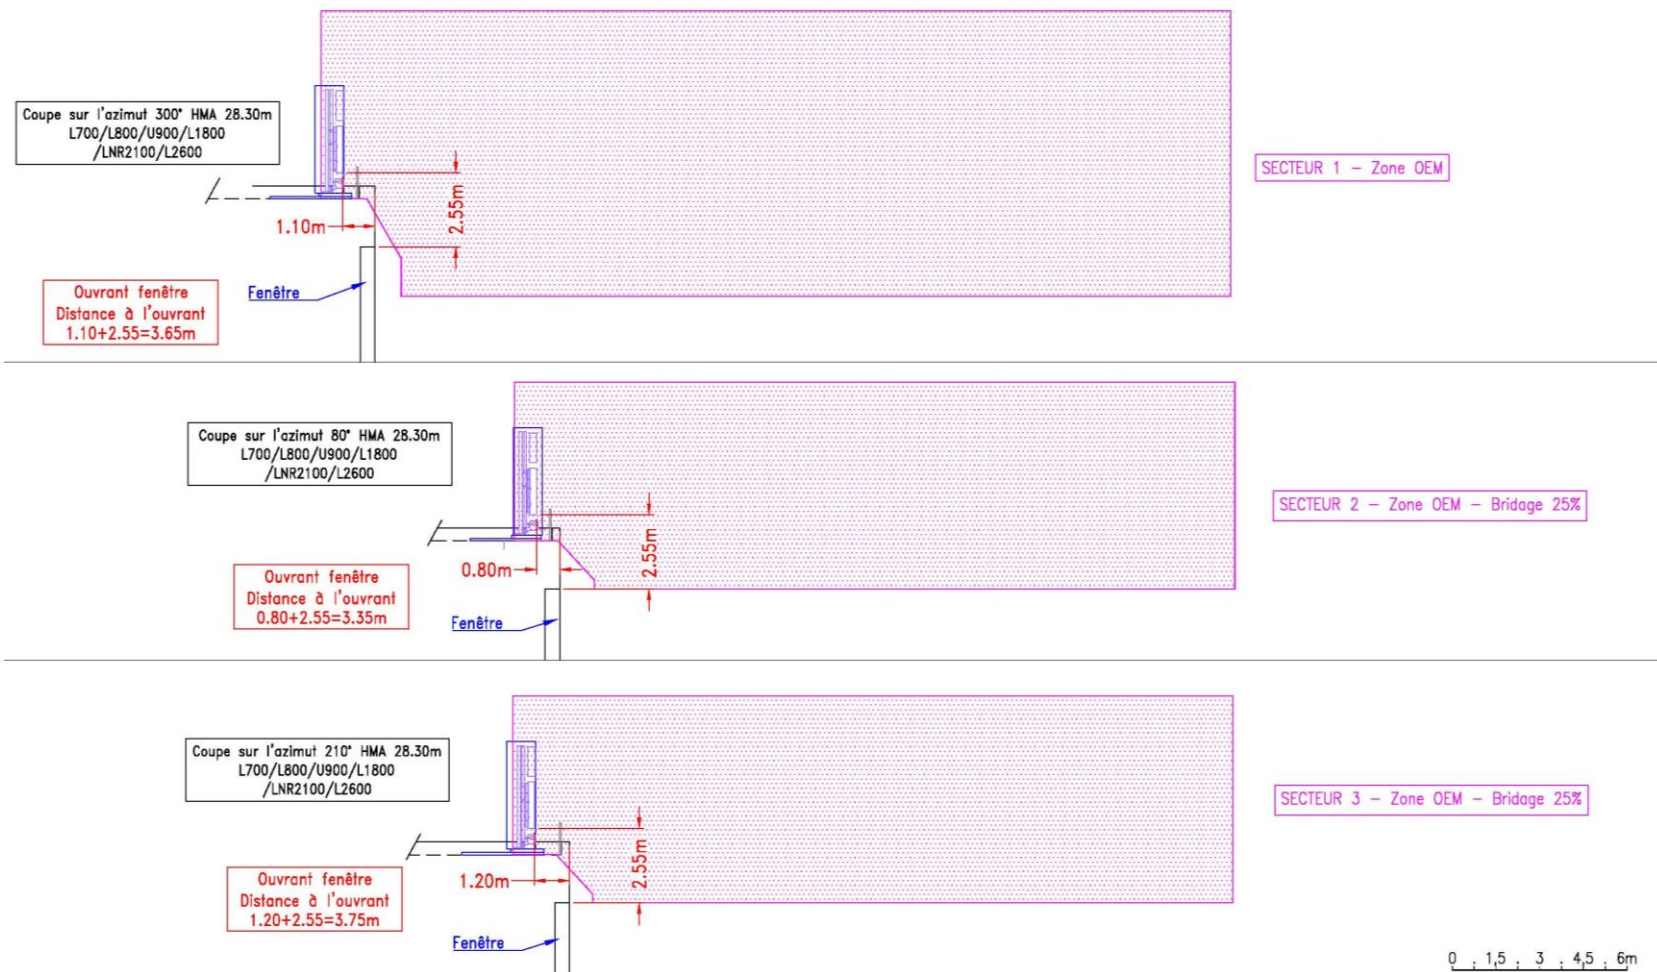 Coupe sur l'azimut 300° HMA 28.30m
L700/L800/U900/L1800
/LNR2100/L2600
SECTEUR 1 – Zone OEM
2.55m
1.10m
Ouvrant fenêtre
Distance à l'ouvrant
1.10+2.55=3.65m
Fenêtre
Coupe sur l'azimut 80° HMA 28.30m
L700/L800/U900/L1800
/LNR2100/L2600
SECTEUR 2 – Zone OEM – Bridage 25%
2.55m
0.80m
Ouvrant fenêtre
Distance à l'ouvrant
0.80+2.55=3.35m
Fenêtre
Coupe sur l'azimut 210° HMA 28.30m
L700/L800/U900/L1800
/LNR2100/L2600
SECTEUR 3 – Zone OEM – Bridage 25%
2.55m
1.20m
Ouvrant fenêtre
Distance à l'ouvrant
1.20+2.55=3.75m
Fenêtre
0 1,5 3 4,5 6m